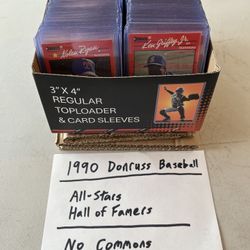 Nolan Ryan
Ken Griffey Jr.
3" X 4"
REGULAR
TOPLOADER
& CARD SLEEVES
1990 Donruss Baseball
All-Stars
Hall of Famers
No Commons